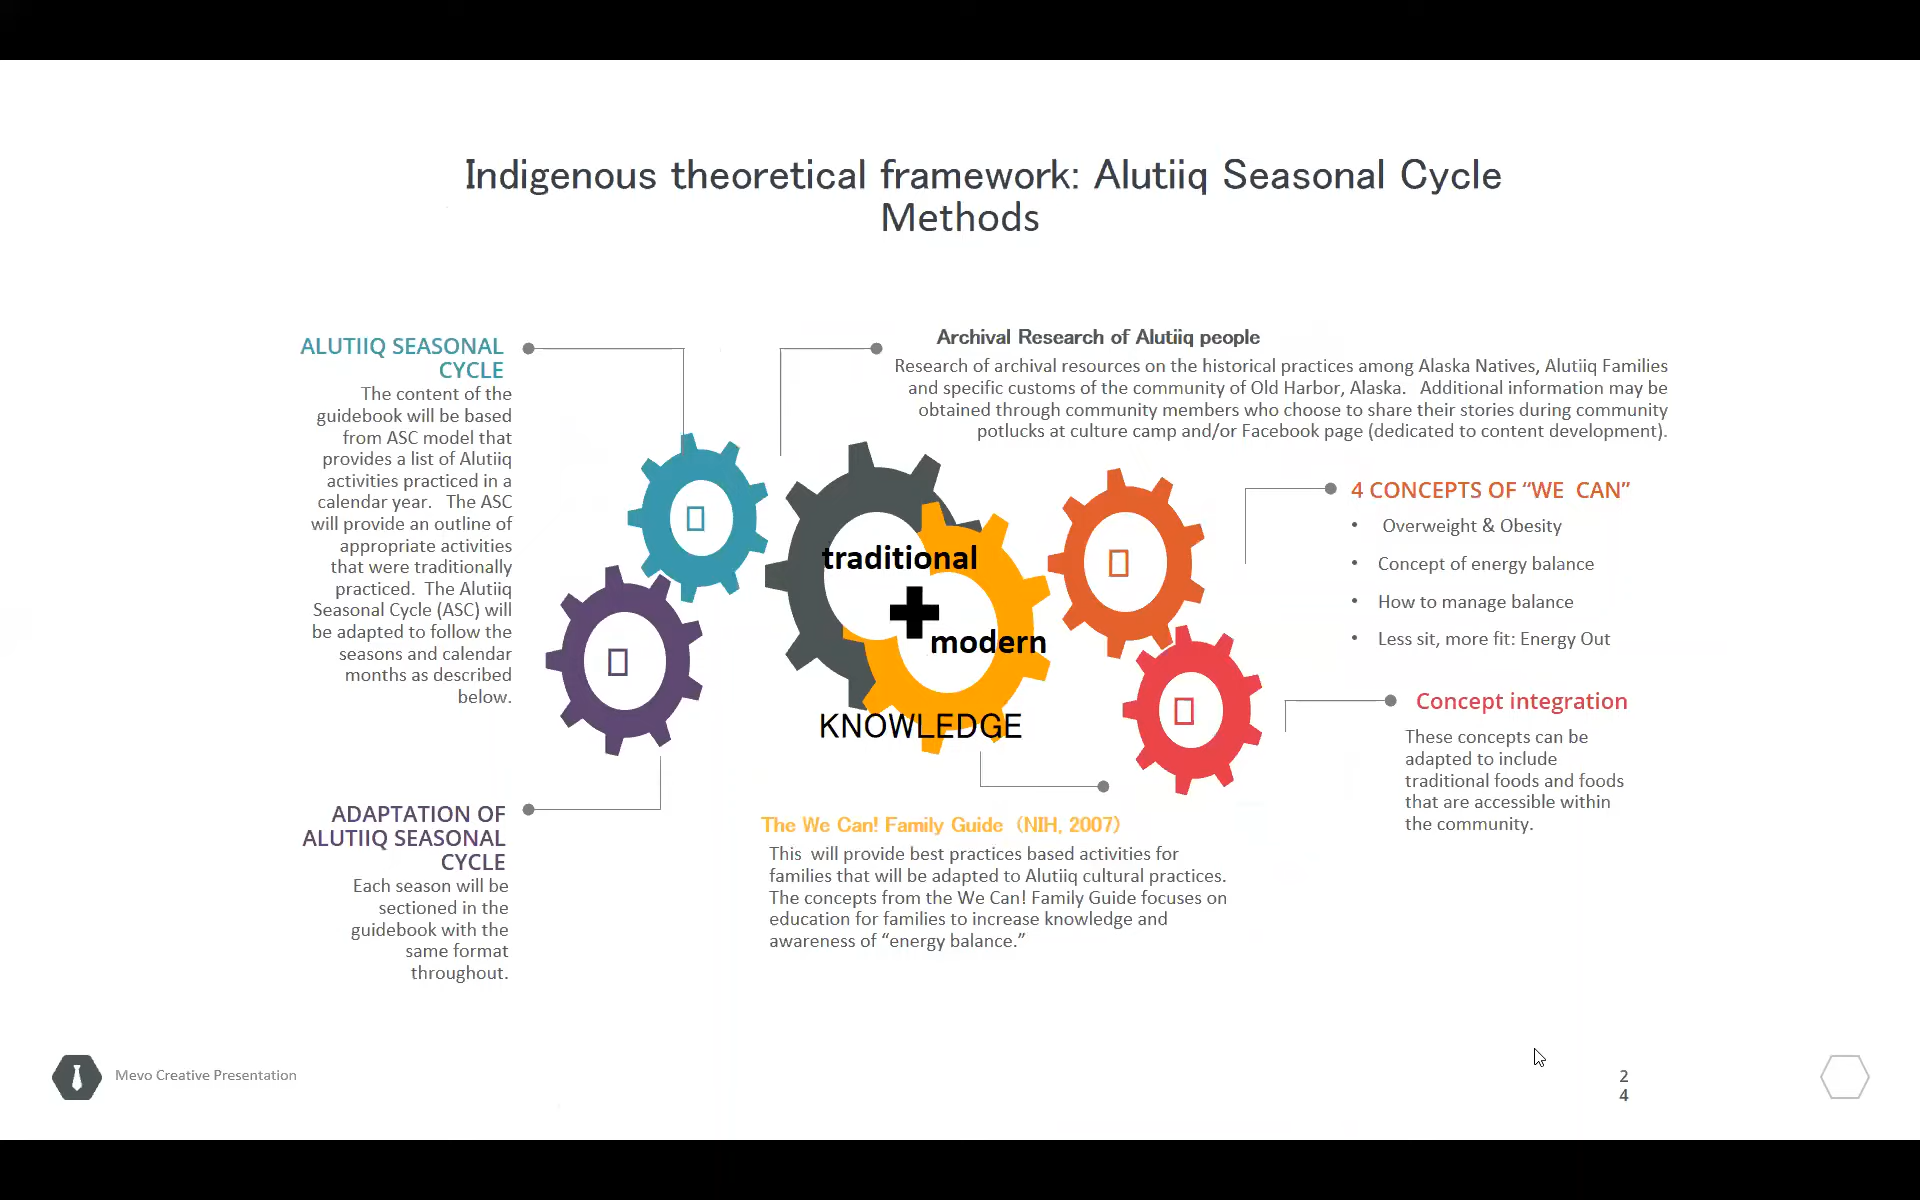 Indigenous theoretical framework: Alutiiq Seasonal Cycle
Methods
ALUTIIQ SEASONAL
CYCLE
The content of the
guidebook will be based
from ASC model that
provides a list of Alutiiq
activities practiced in a
calendar year. The ASC
will provide an outline of
appropriate activities
that were traditionally
practiced. The Alutiiq
Seasonal Cycle (ASC) will
be adapted to follow the
seasons and calendar
months as described
below.
ADAPTATION OF
ALUTIIQ SEASONAL
CYCLE
Each season will be
sectioned in the
guidebook with the
same format
throughout.
traditional
+
modern
KNOWLEDGE
Archival Research of Alutiiq people
Research of archival resources on the historical practices among Alaska Natives, Alutiiq Families
and specific customs of the community of Old Harbor, Alaska. Additional information may be
obtained through community members who choose to share their stories during community
potlucks at culture camp and/or Facebook page (dedicated to content development).
The We Can! Family Guide (NIH, 2007)
This will provide best practices based activities for
families that will be adapted to Alutiiq cultural practices.
The concepts from the We Can! Family Guide focuses on
education for families to increase knowledge and
awareness of “energy balance.”
4 CONCEPTS OF “WE CAN”
• Overweight & Obesity
• Concept of energy balance
• How to manage balance
• Less sit, more fit: Energy Out
Concept integration
These concepts can be
adapted to include
traditional foods and foods
that are accessible within
the community.
Mevo Creative Presentation
2
4